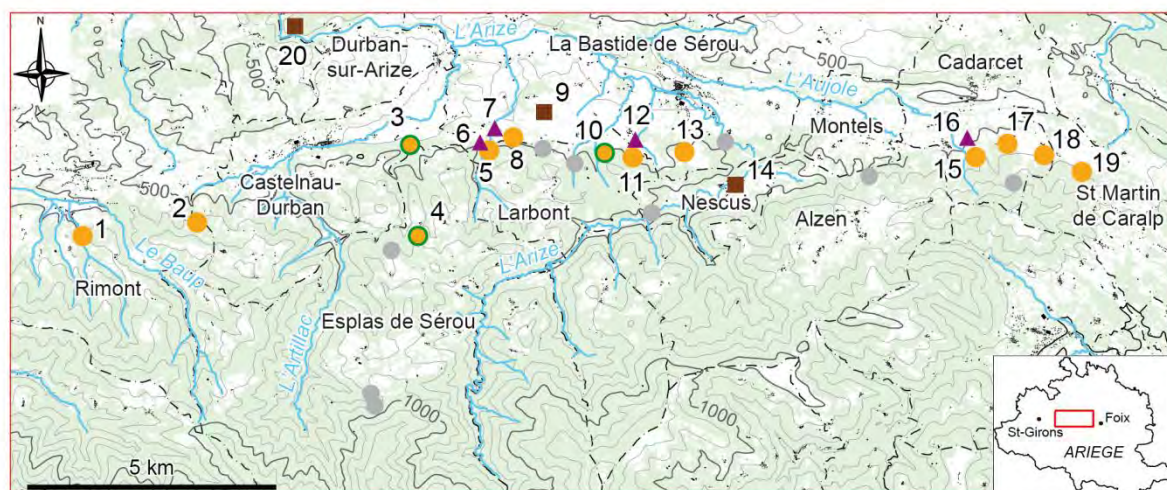 N
20
Durban-
sur-Arize
L'Arize
La Bastide de Sérou
500
Cadarcet
500
L'Aujole
9
7
3
6
8
10
12
13
Montels
16
17
18
5
11
15
19
14
500
Castelnau-
Durban
2
Larbont
Nescus
St Martin
de Caralp
1
4
Alzen
Le Baup
L'Arize
Rimont
L'Artillac
Esplas de Sérou
1000
1000
5 km
St-Girons
Foix
ARIEGE